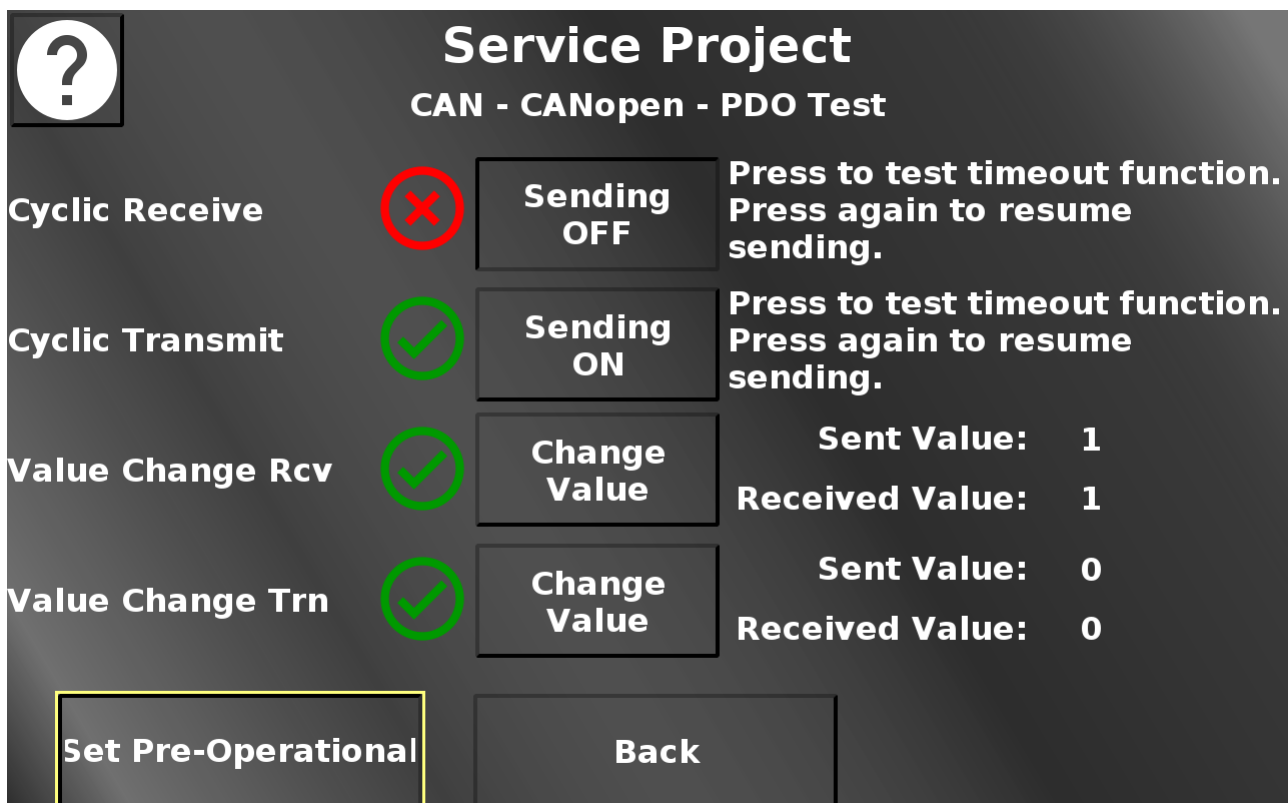 ?
Service Project
CAN - CANopen - PDO Test
Cyclic Receive
Sending
OFF
Press to test timeout function.
Press again to resume
sending.
Cyclic Transmit
Sending
ON
Press to test timeout function.
Press again to resume
sending.
Value Change Rcv
Change
Value
Sent Value: 1
Received Value: 1
Value Change Trn
Change
Value
Sent Value: 0
Received Value: 0
Set Pre-Operational
Back